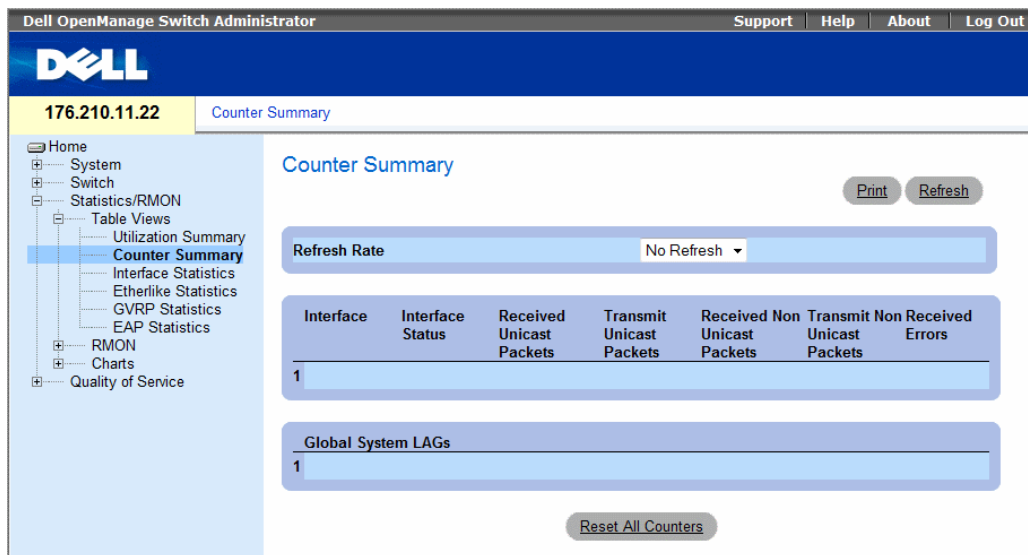 Dell OpenManage Switch Administrator
Support Help About Log Out
DELL
176.210.11.22
Counter Summary
Home
System
Switch
Statistics/RMON
Table Views
Utilization Summary
Counter Summary
Interface Statistics
Etherlike Statistics
GVRP Statistics
EAP Statistics
RMON
Charts
Quality of Service
Counter Summary
Print Refresh
Refresh Rate No Refresh
Interface Interface Received Transmit Received Non Transmit Non Received
Status Unicast Unicast Unicast Unicast Errors
Packets Packets Packets Packets
1
Global System LAGs
1
Reset All Counters